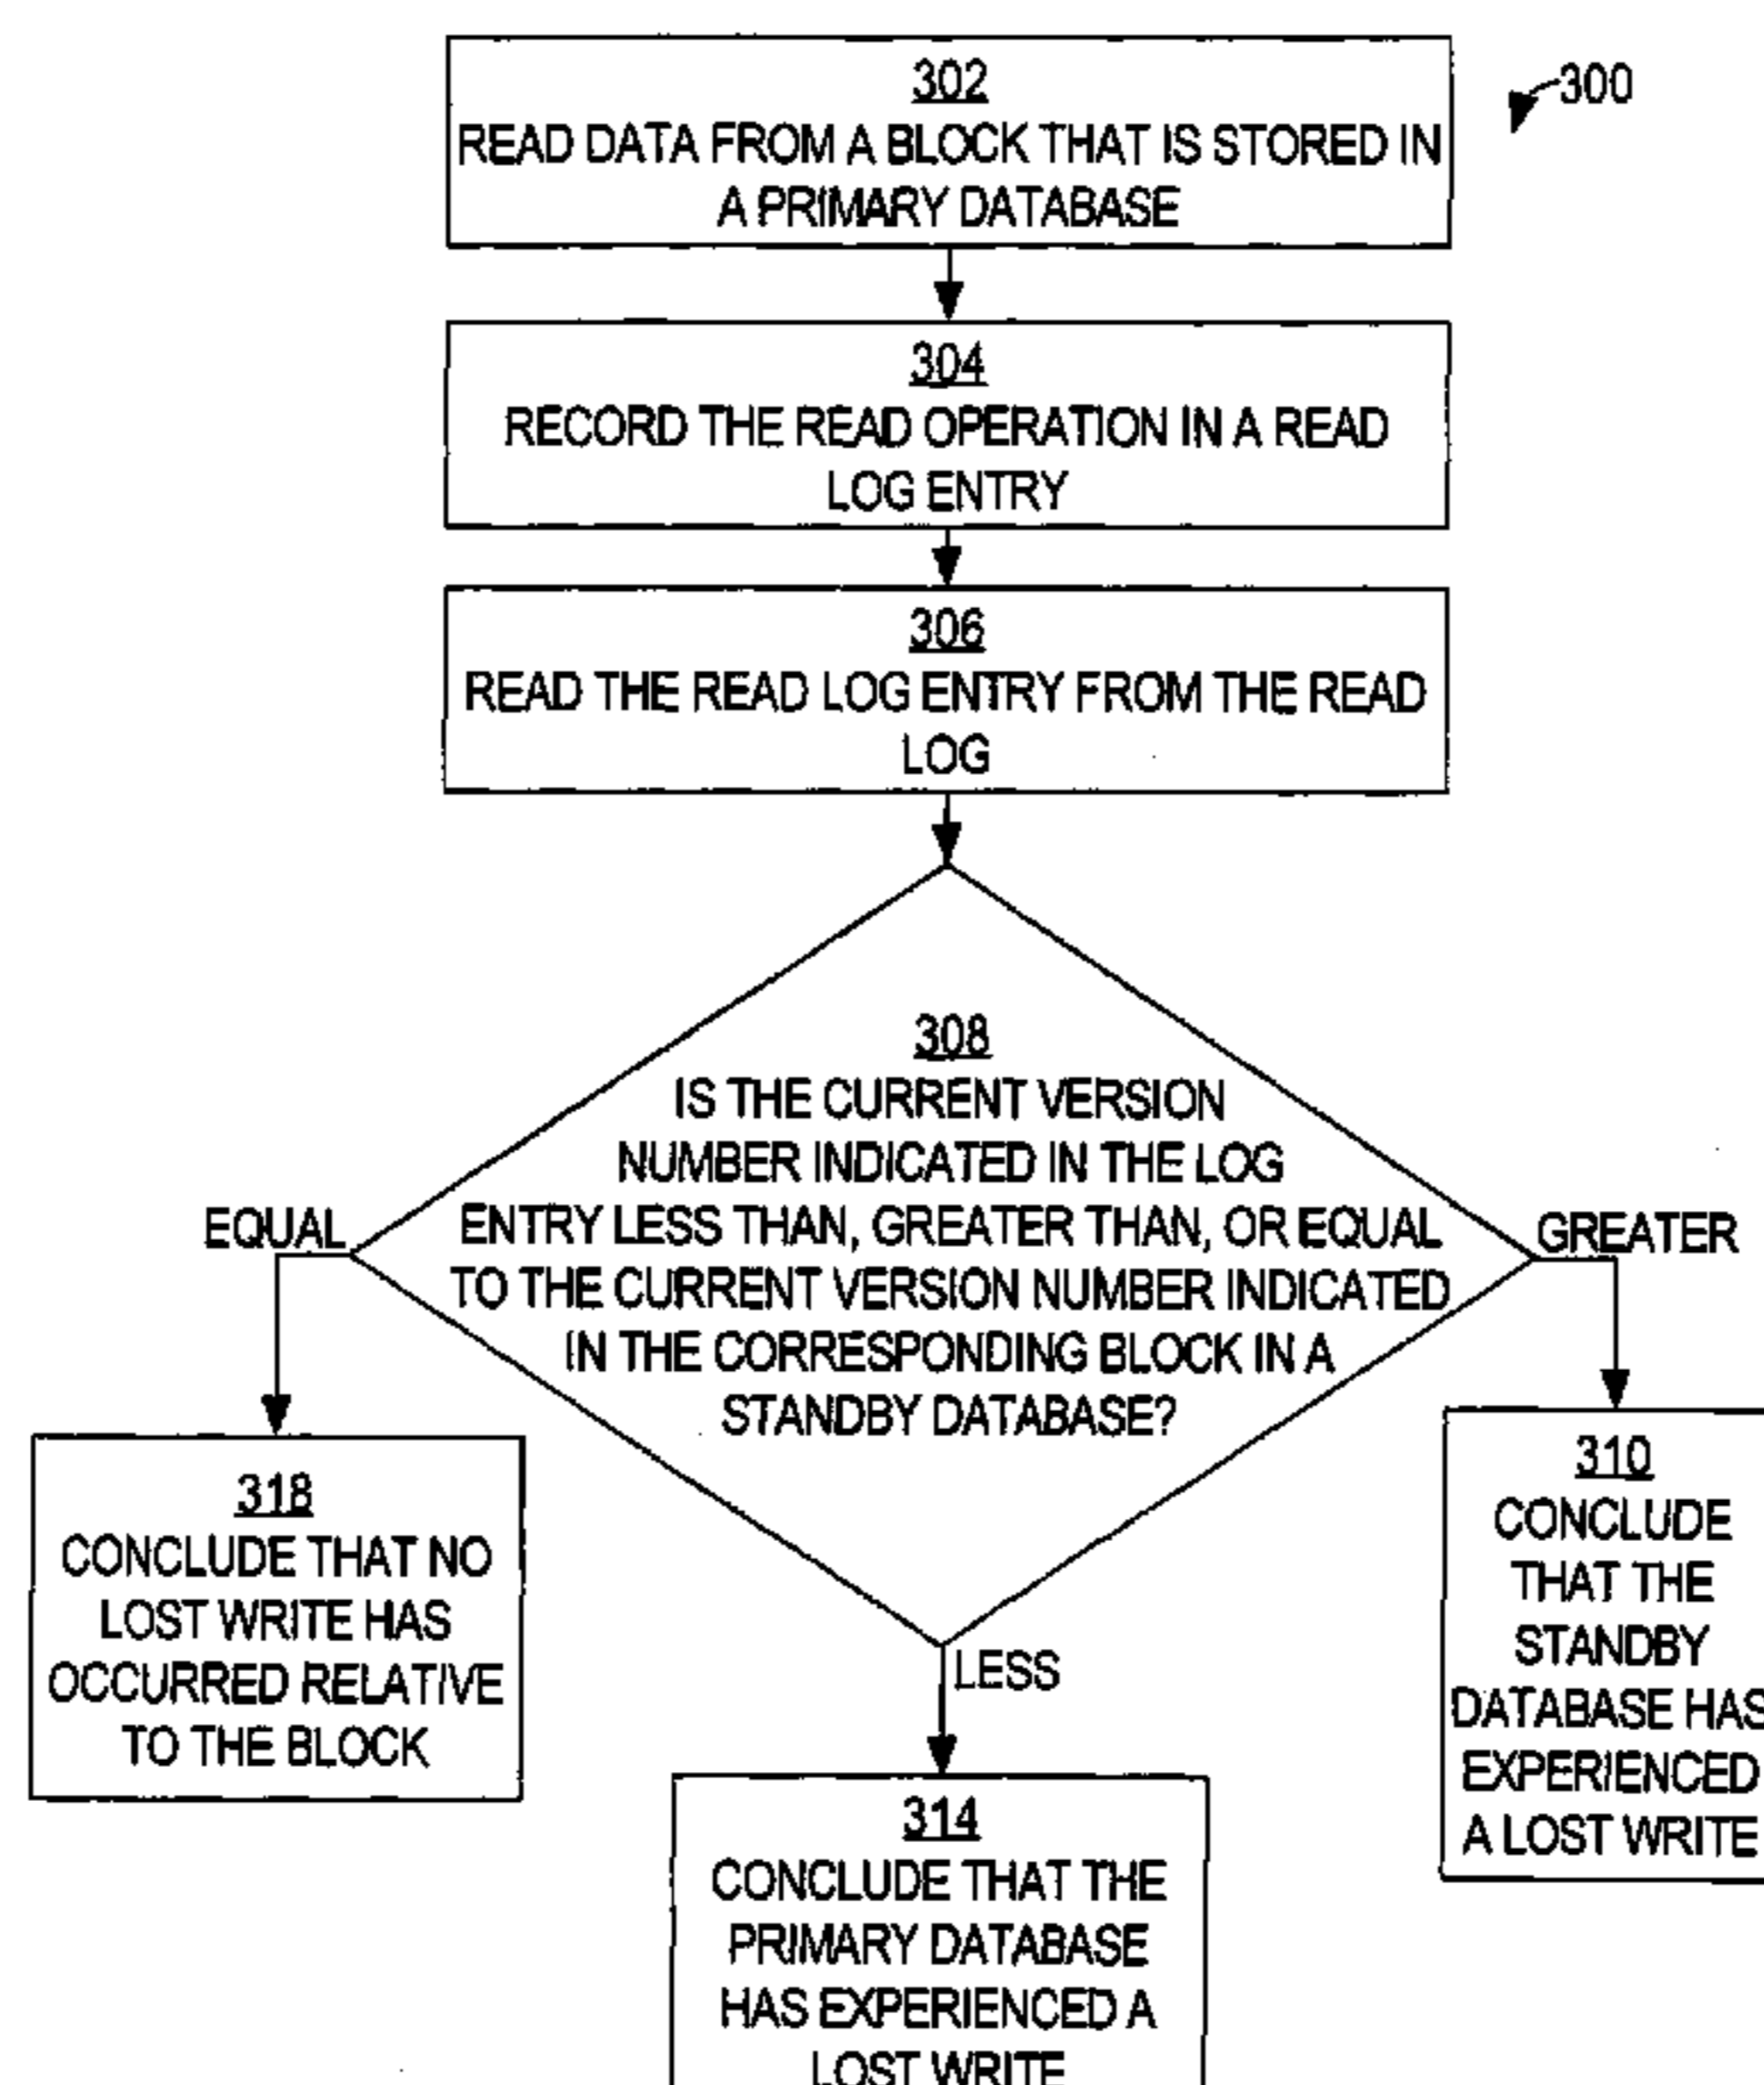 302
READ DATA FROM A BLOCK THAT IS STORED IN
A PRIMARY DATABASE
300
304
RECORD THE READ OPERATION IN A READ
LOG ENTRY
306
READ THE READ LOG ENTRY FROM THE READ
LOG
308
IS THE CURRENT VERSION
NUMBER INDICATED IN THE LOG
ENTRY LESS THAN, GREATER THAN, OR EQUAL
TO THE CURRENT VERSION NUMBER INDICATED
IN THE CORRESPONDING BLOCK IN A
STANDBY DATABASE?
EQUAL
GREATER
LESS
318
CONCLUDE THAT NO
LOST WRITE HAS
OCCURRED RELATIVE
TO THE BLOCK
314
CONCLUDE THAT THE
PRIMARY DATABASE
HAS EXPERIENCED A
LOST WRITE
310
CONCLUDE
THAT THE
STANDBY
DATABASE HAS
EXPERIENCED
A LOST WRITE